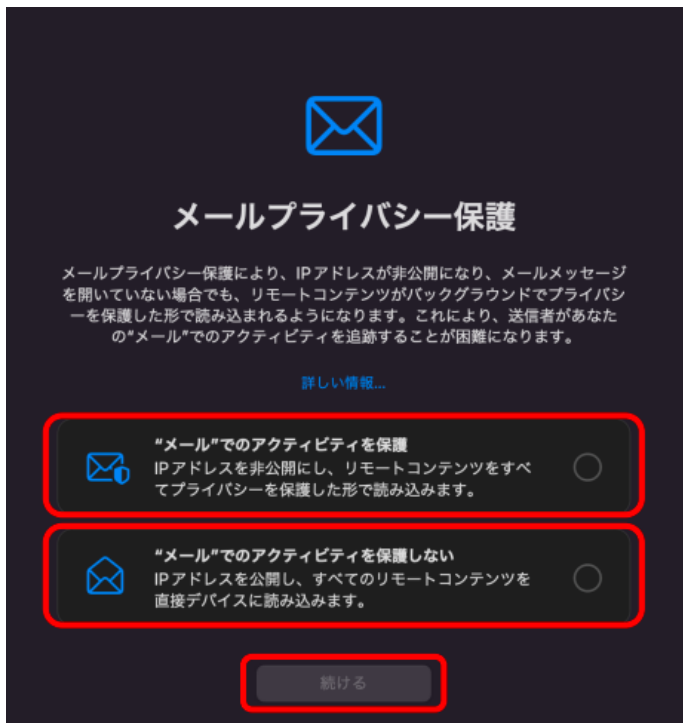 メールプライバシー保護
メールプライバシー保護により、IPアドレスが非公開になり、メールメッセージ
を開いていない場合でも、リモートコンテンツがバックグラウンドでプライバシ
ーを保護した形で読み込まれるようになります。これにより、送信者があなた
の“メール”でのアクティビティを追跡することが困難になります。
詳しい情報...
“メール”でのアクティビティを保護
IPアドレスを非公開にし、リモートコンテンツをすべ
てプライバシーを保護した形で読み込みます。
“メール”でのアクティビティを保護しない
IPアドレスを公開し、すべてのリモートコンテンツを
直接デバイスに読み込みます。
続ける